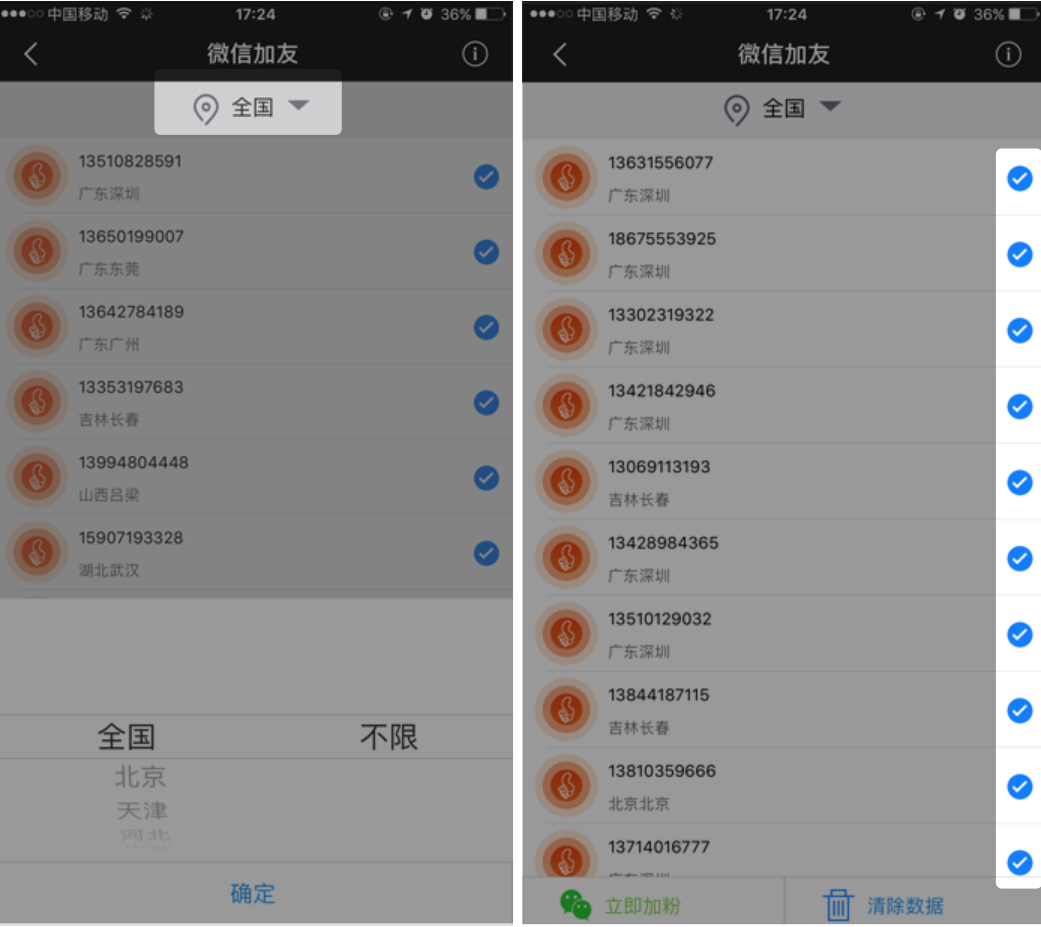 中国移动 17:24 36%
微信加友
全国
13510828591
广东深圳
13650199007
广东东莞
13642784189
广东广州
13353197683
吉林长春
13994804448
山西吕梁
15907193328
湖北武汉
全国 不限
北京
天津
河北
确定
中国移动 17:24 36%
微信加友
全国
13631556077
广东深圳
18675553925
广东深圳
13302319322
广东深圳
13421842946
广东深圳
13069113193
吉林长春
13428984365
广东深圳
13510129032
广东深圳
13844187115
吉林长春
13810359666
北京北京
13714016777
立即加粉 清除数据